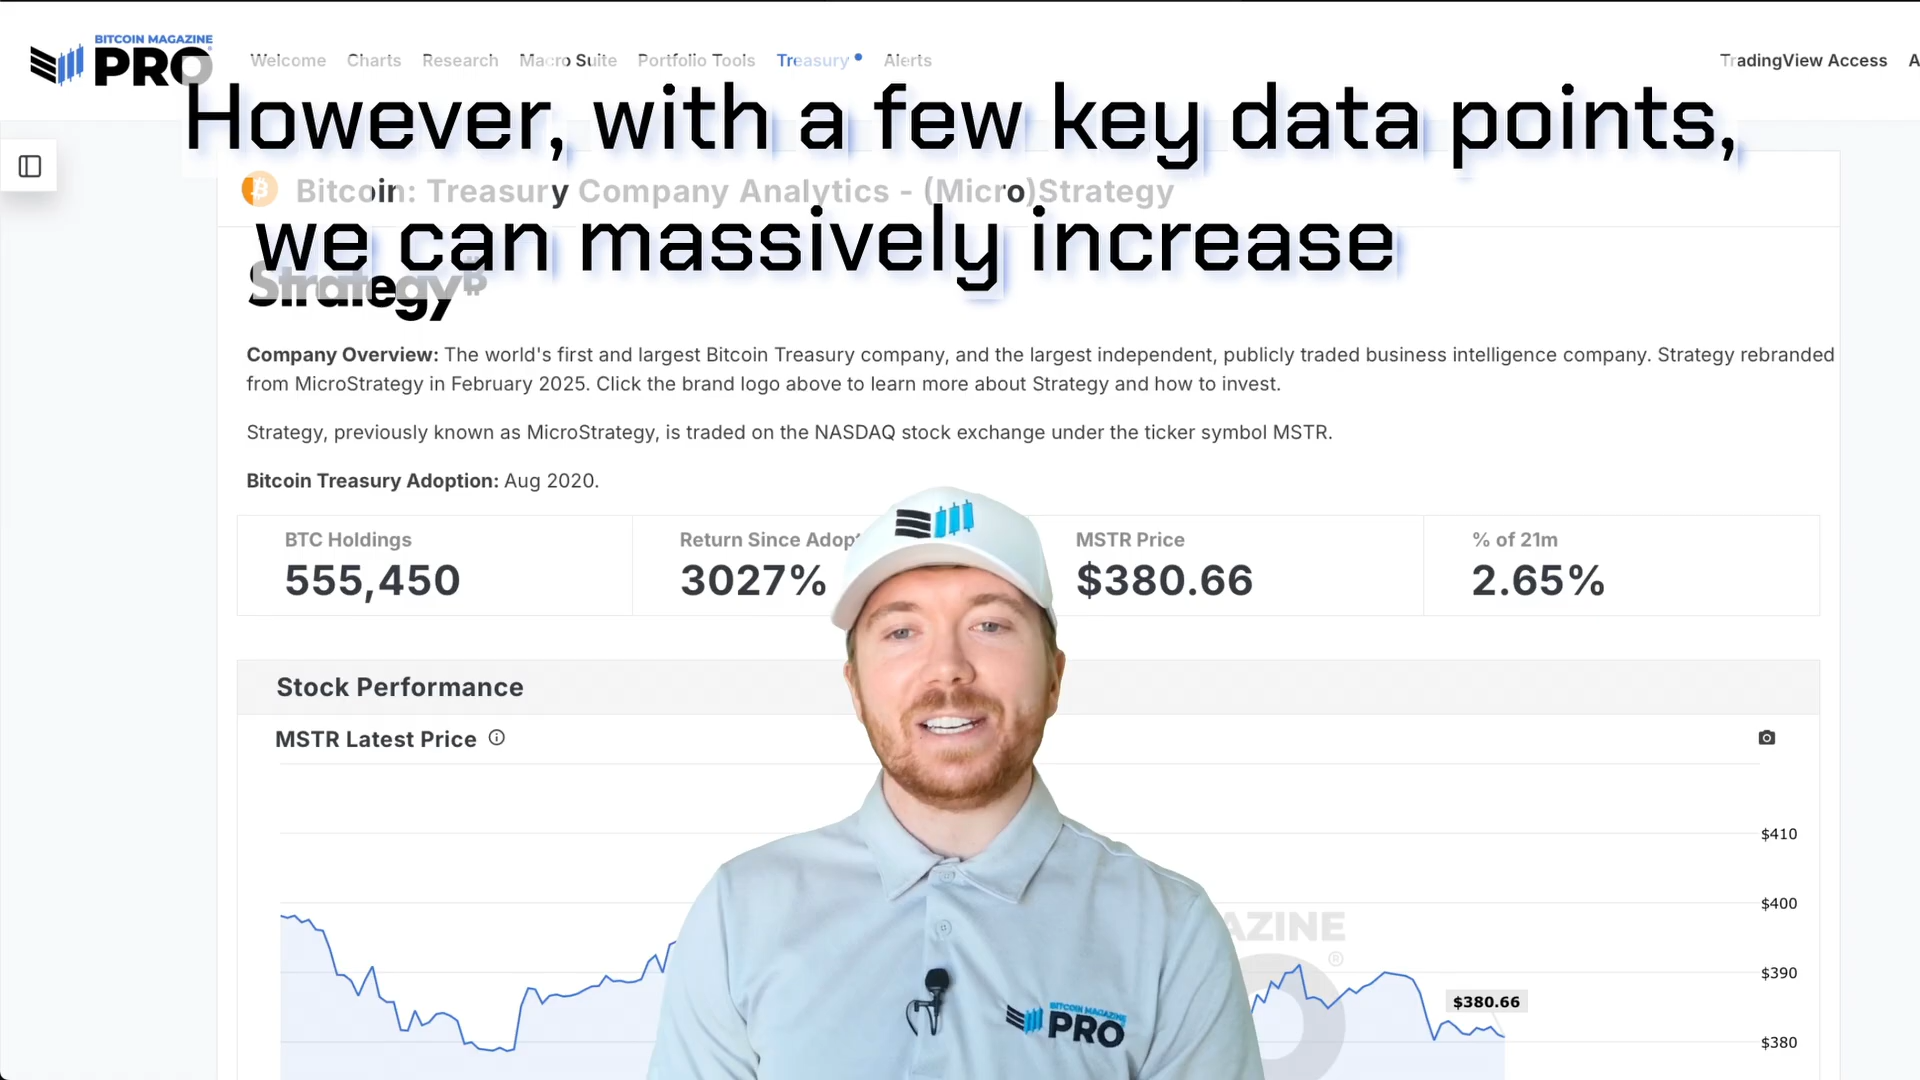 BITCOIN MAGAZINE
PRO
Welcome Charts Research Macro Suite Portfolio Tools Treasury Alerts TradingView Access A
However, with a few key data points,
Bitcoin: Treasury Company Analytics - (Micro)Strategy
we can massively increase
Strategy₿
Company Overview: The world's first and largest Bitcoin Treasury company, and the largest independent, publicly traded business intelligence company. Strategy rebranded
from MicroStrategy in February 2025. Click the brand logo above to learn more about Strategy and how to invest.
Strategy, previously known as MicroStrategy, is traded on the NASDAQ stock exchange under the ticker symbol MSTR.
Bitcoin Treasury Adoption: Aug 2020.
BTC Holdings Return Since Adopt MSTR Price % of 21m
555,450 3027% $380.66 2.65%
Stock Performance
MSTR Latest Price
$410
$400
AZINE
®
$390
$380.66
BITCOIN MAGAZINE
PRO
$380